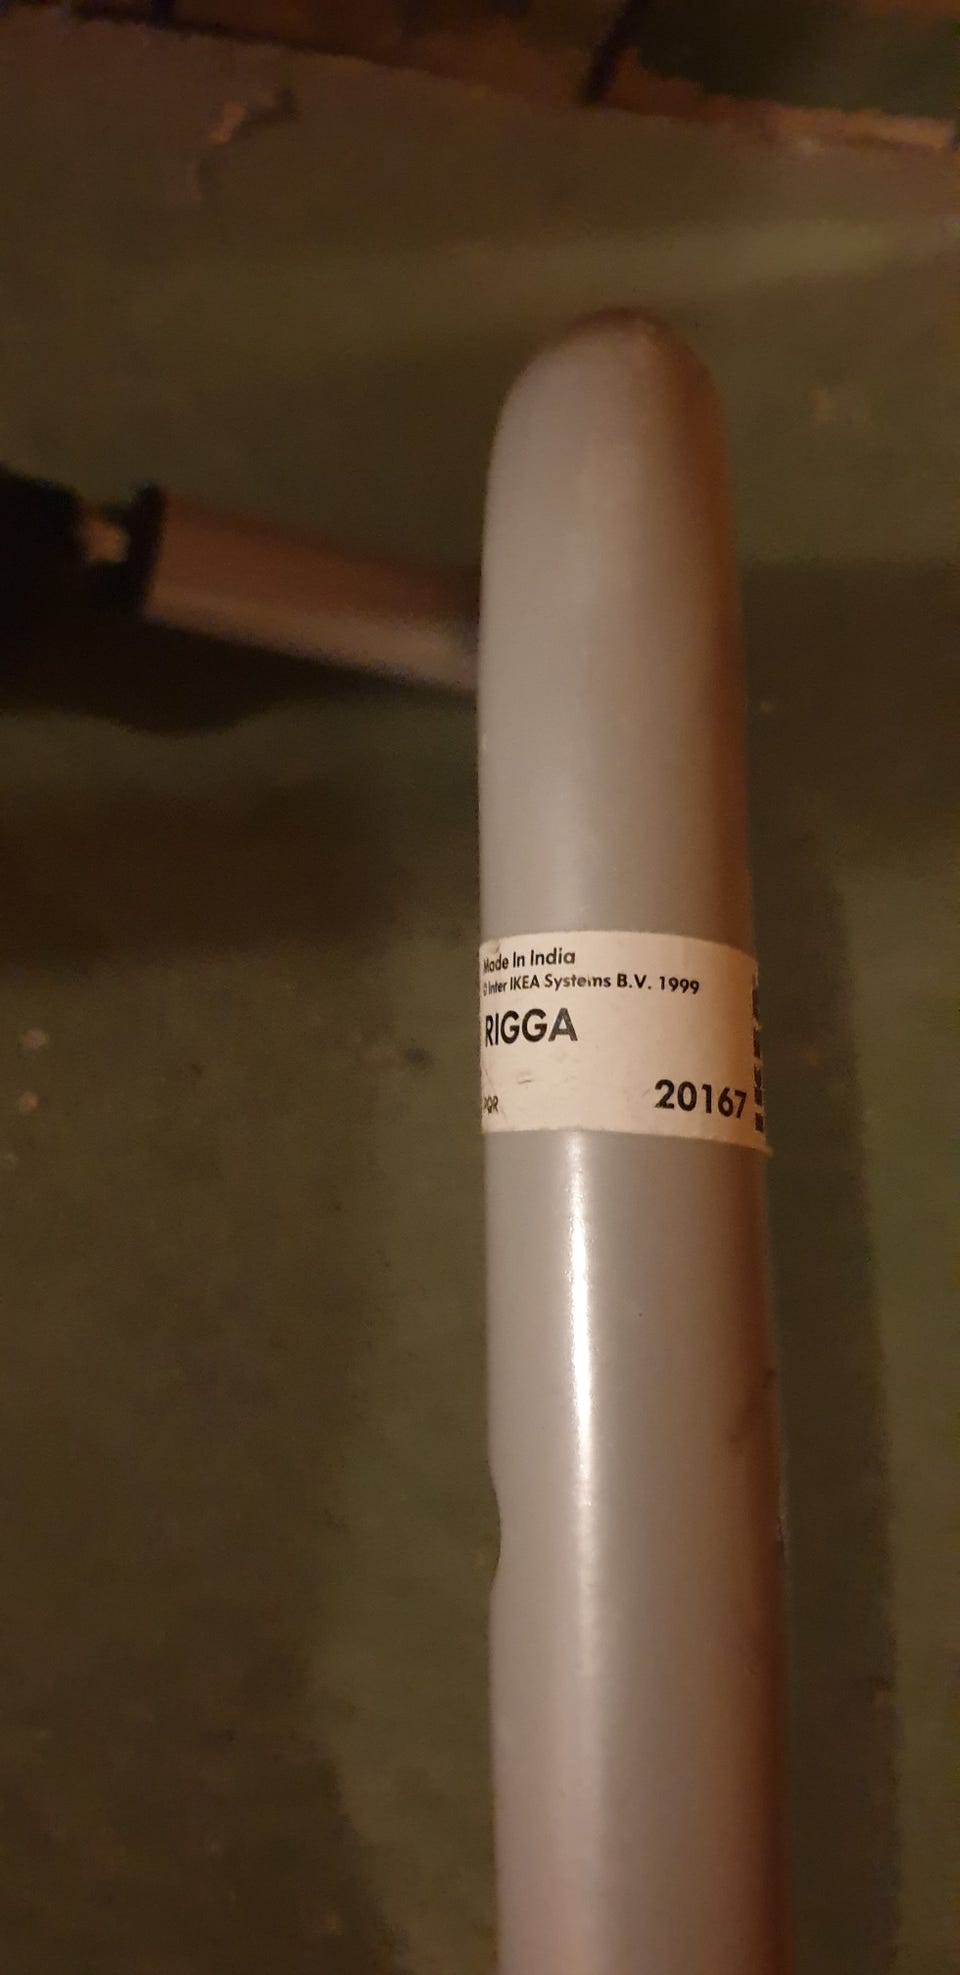 Made In India
© Inter IKEA Systems B.V. 1999
RIGGA
20167